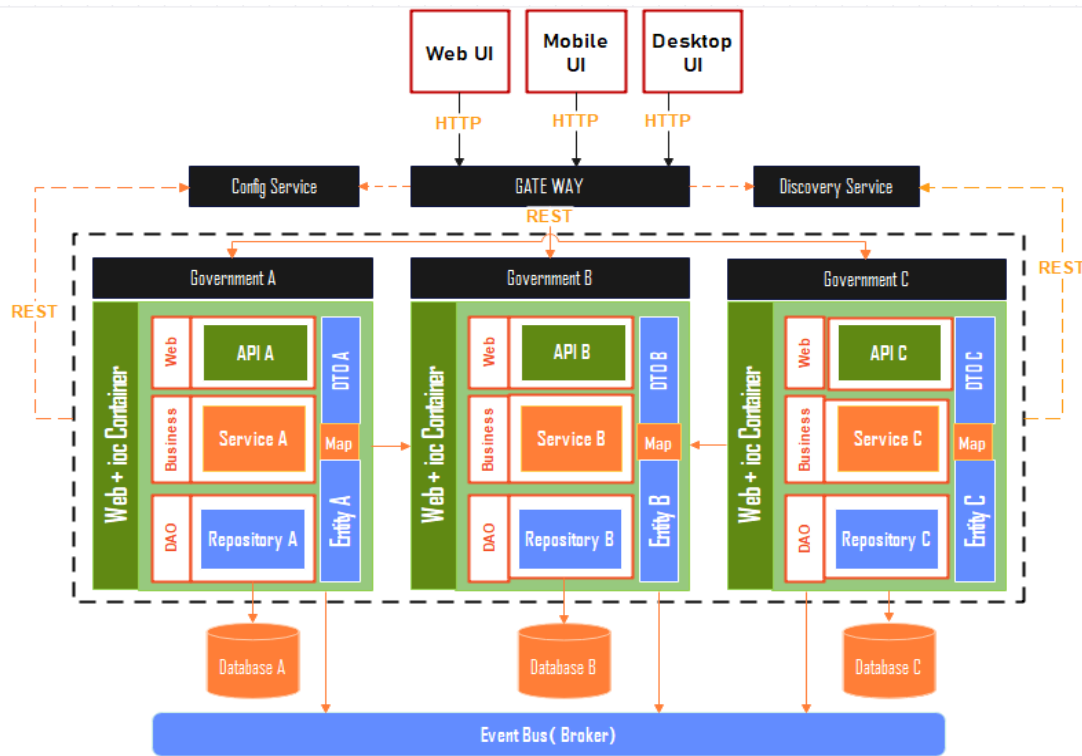 Web UI
Mobile
UI
Desktop
UI
HTTP
HTTP
HTTP
Config Service
GATE WAY
Discovery Service
REST
REST
REST
Government A
Government B
Government C
Web + ioc Container
Web
API A
DTO A
Business
Service A
Map
DAO
Repository A
Entity A
Web + ioc Container
Web
API B
DTO B
Business
Service B
Map
DAO
Repository B
Entity B
Web + ioc Container
Web
API C
DTO C
Business
Service C
Map
DAO
Repository C
Entity C
Database A
Database B
Database C
Event Bus( Broker)